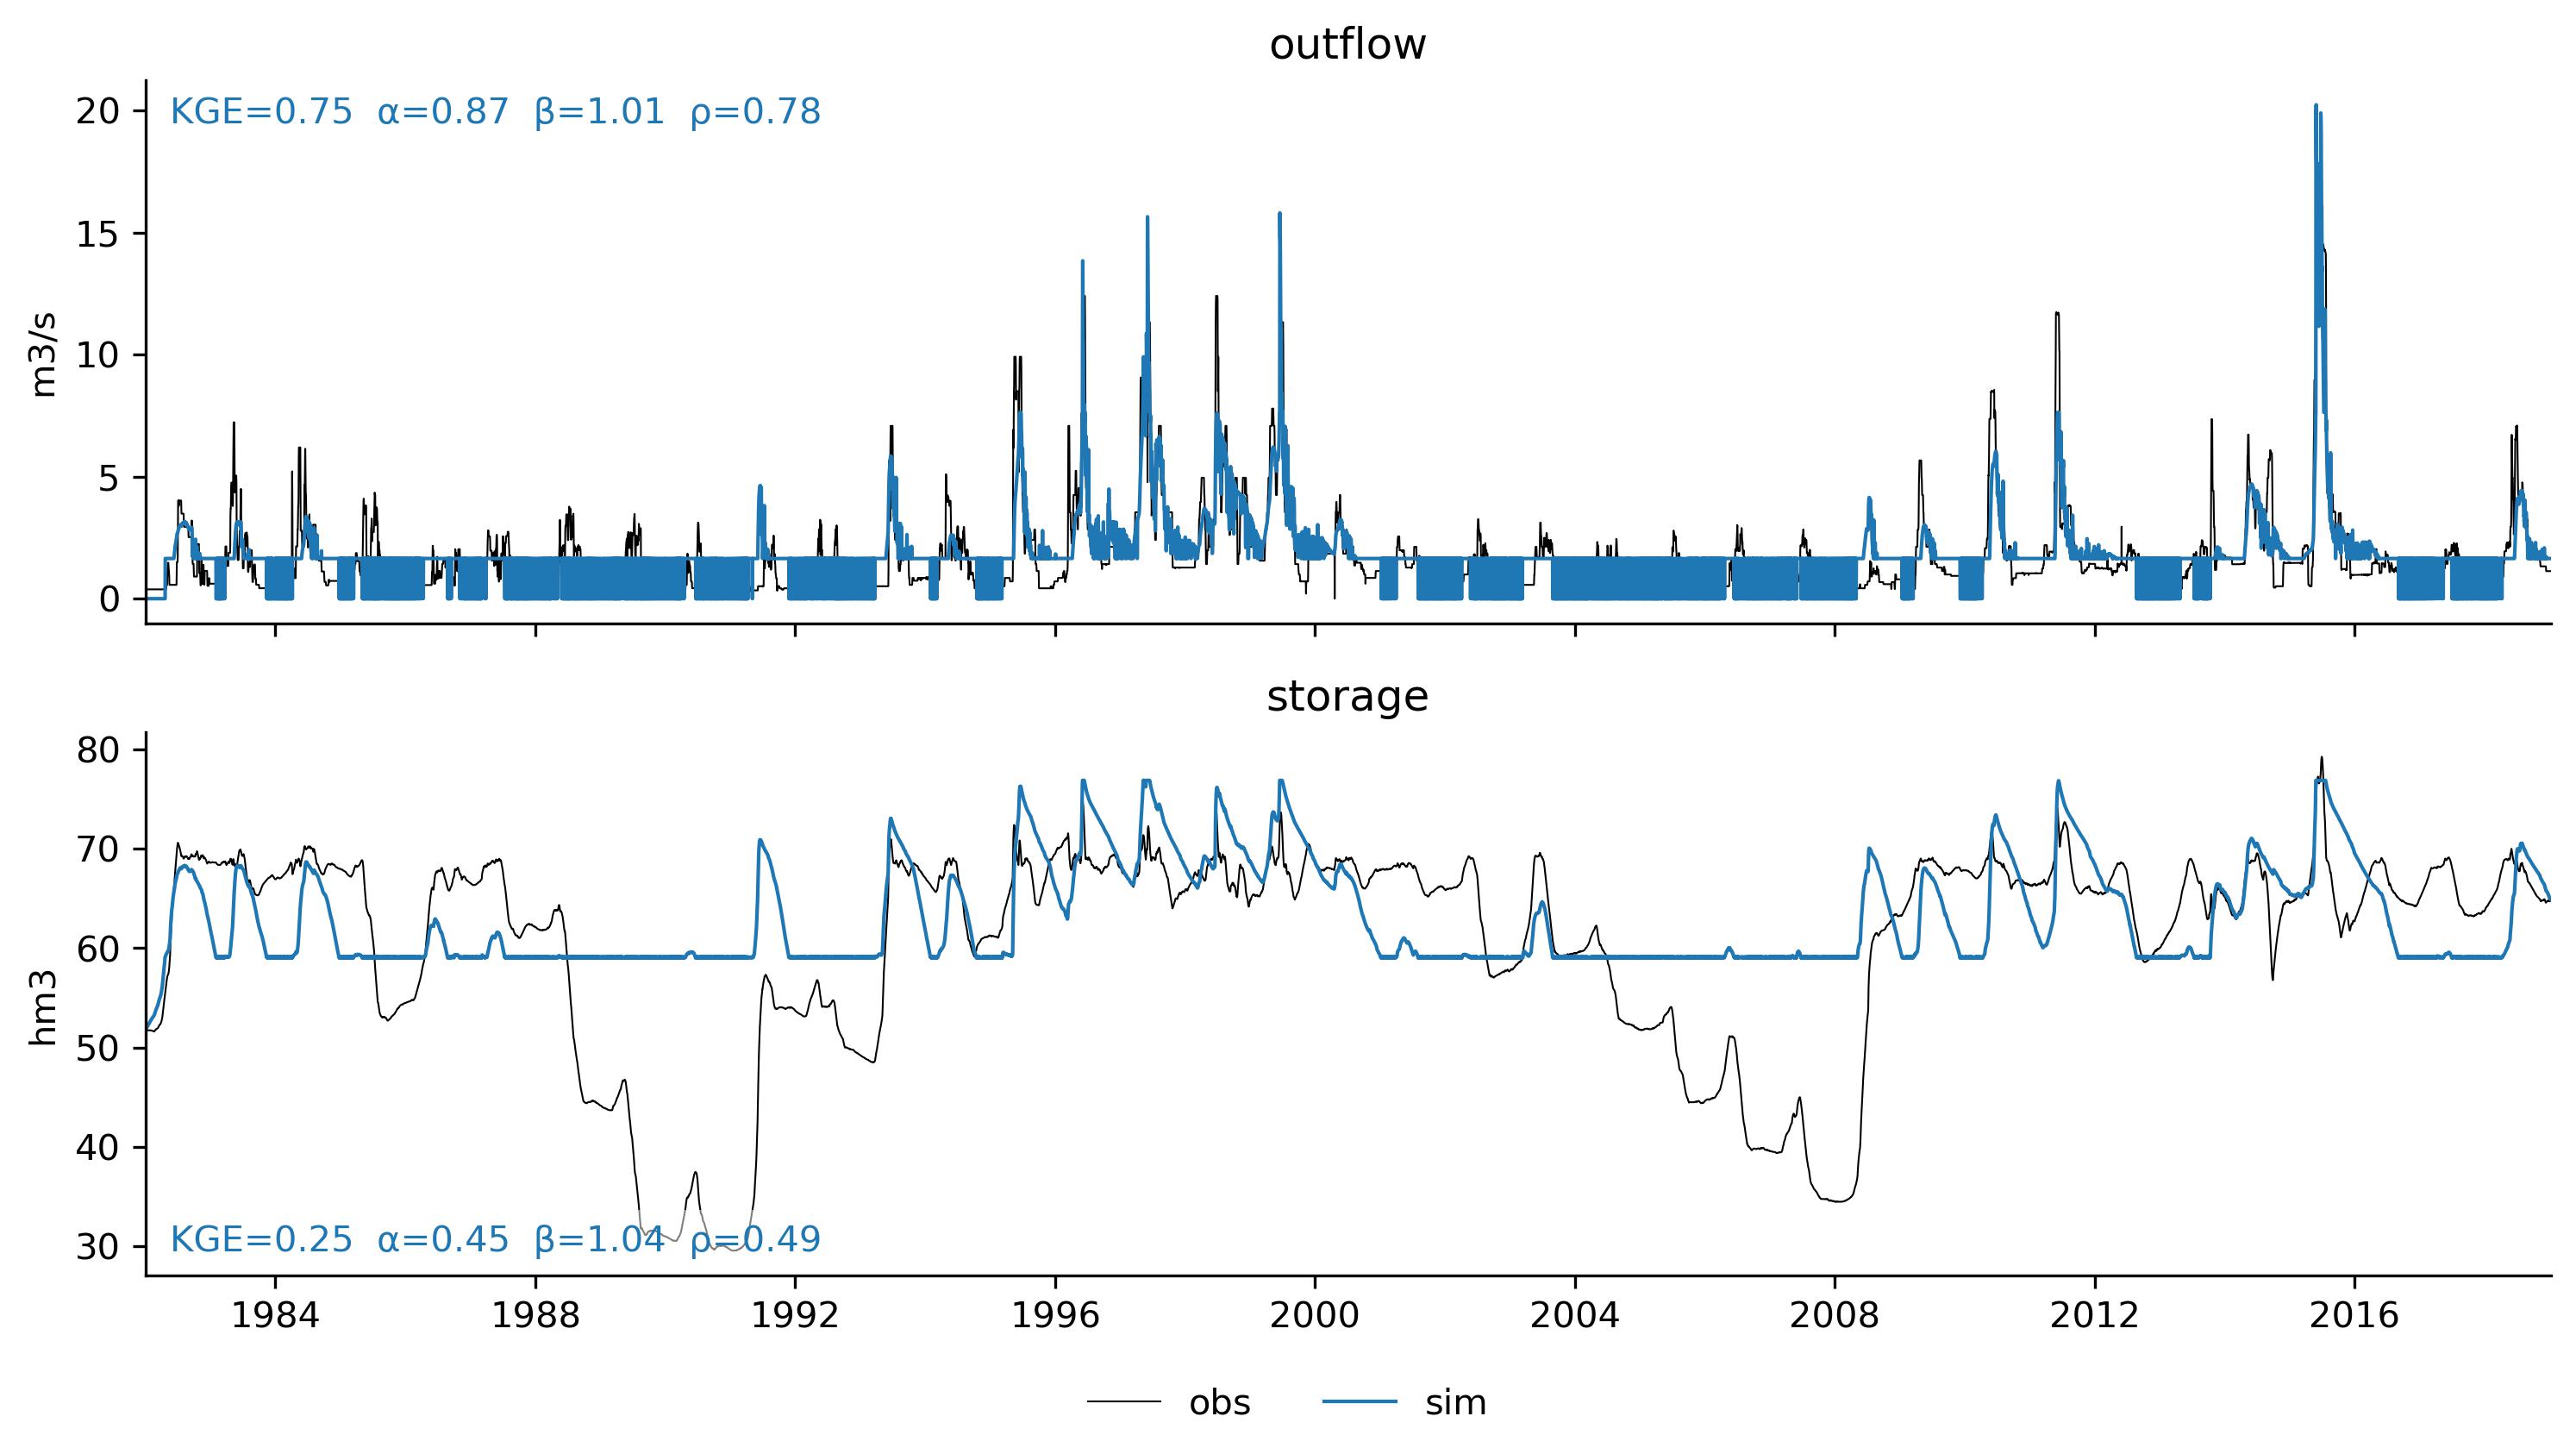 outflow
KGE=0.75 α=0.87 β=1.01 ρ=0.78
20
15
10
5
0
m3/s
storage
80
70
60
50
40
30
hm3
KGE=0.25 α=0.45 β=1.04 ρ=0.49
1984 1988 1992 1996 2000 2004 2008 2012 2016
obs sim